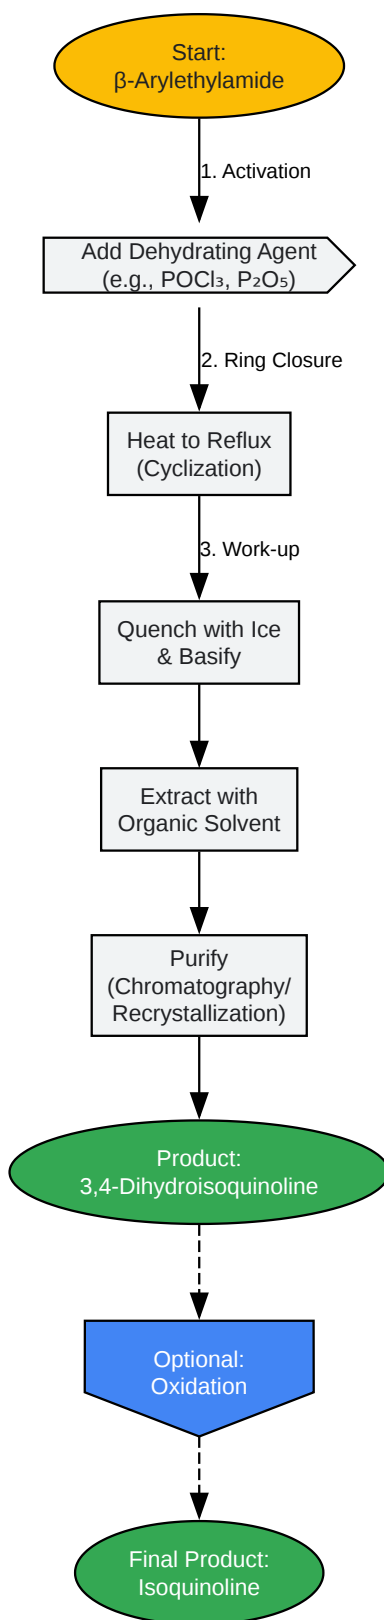 Start:
β-Arylethylamide
1. Activation
Add Dehydrating Agent
(e.g., POCl₃, P₂O₅)
2. Ring Closure
Heat to Reflux
(Cyclization)
3. Work-up
Quench with Ice
& Basify
Extract with
Organic Solvent
Purify
(Chromatography/
Recrystallization)
Product:
3,4-Dihydroisoquinoline
Optional:
Oxidation
Final Product:
Isoquinoline